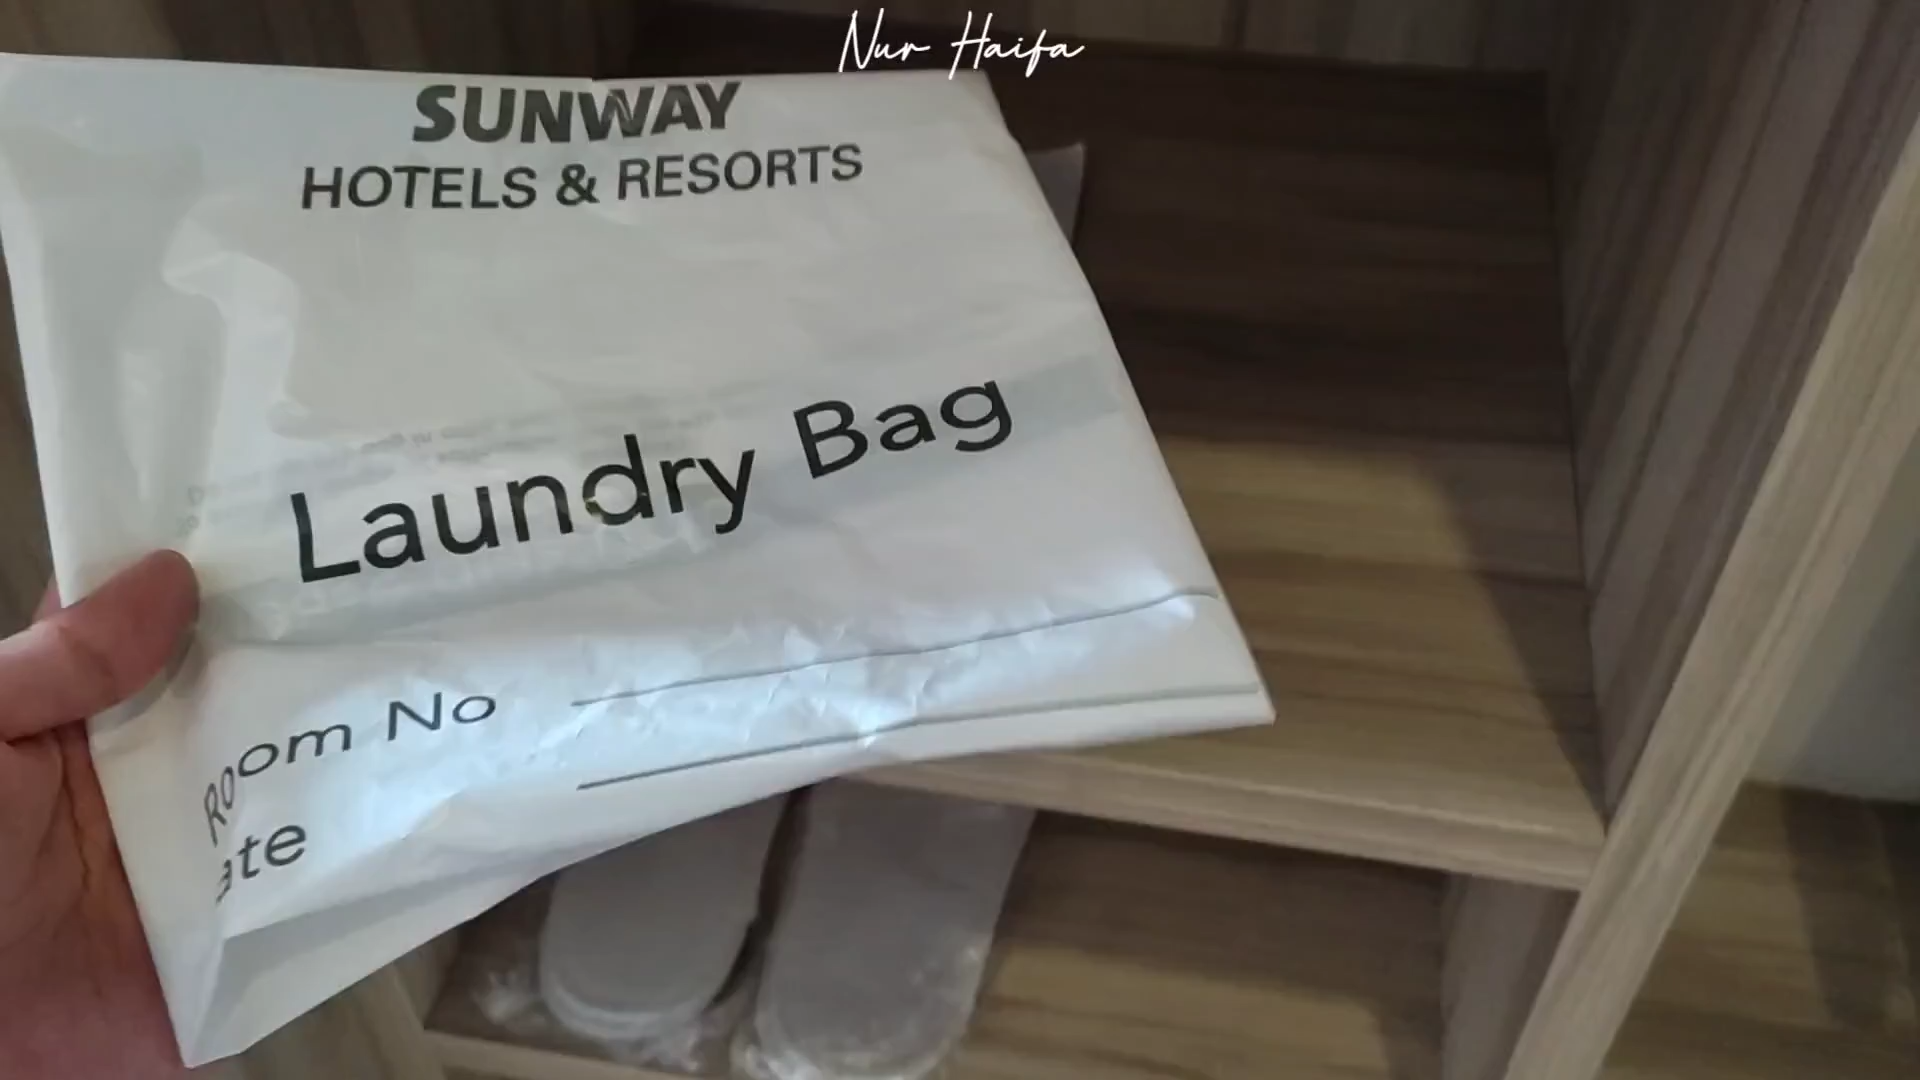 Nur Haifa
SUNWAY
HOTELS & RESORTS
Laundry Bag
Room No
ate